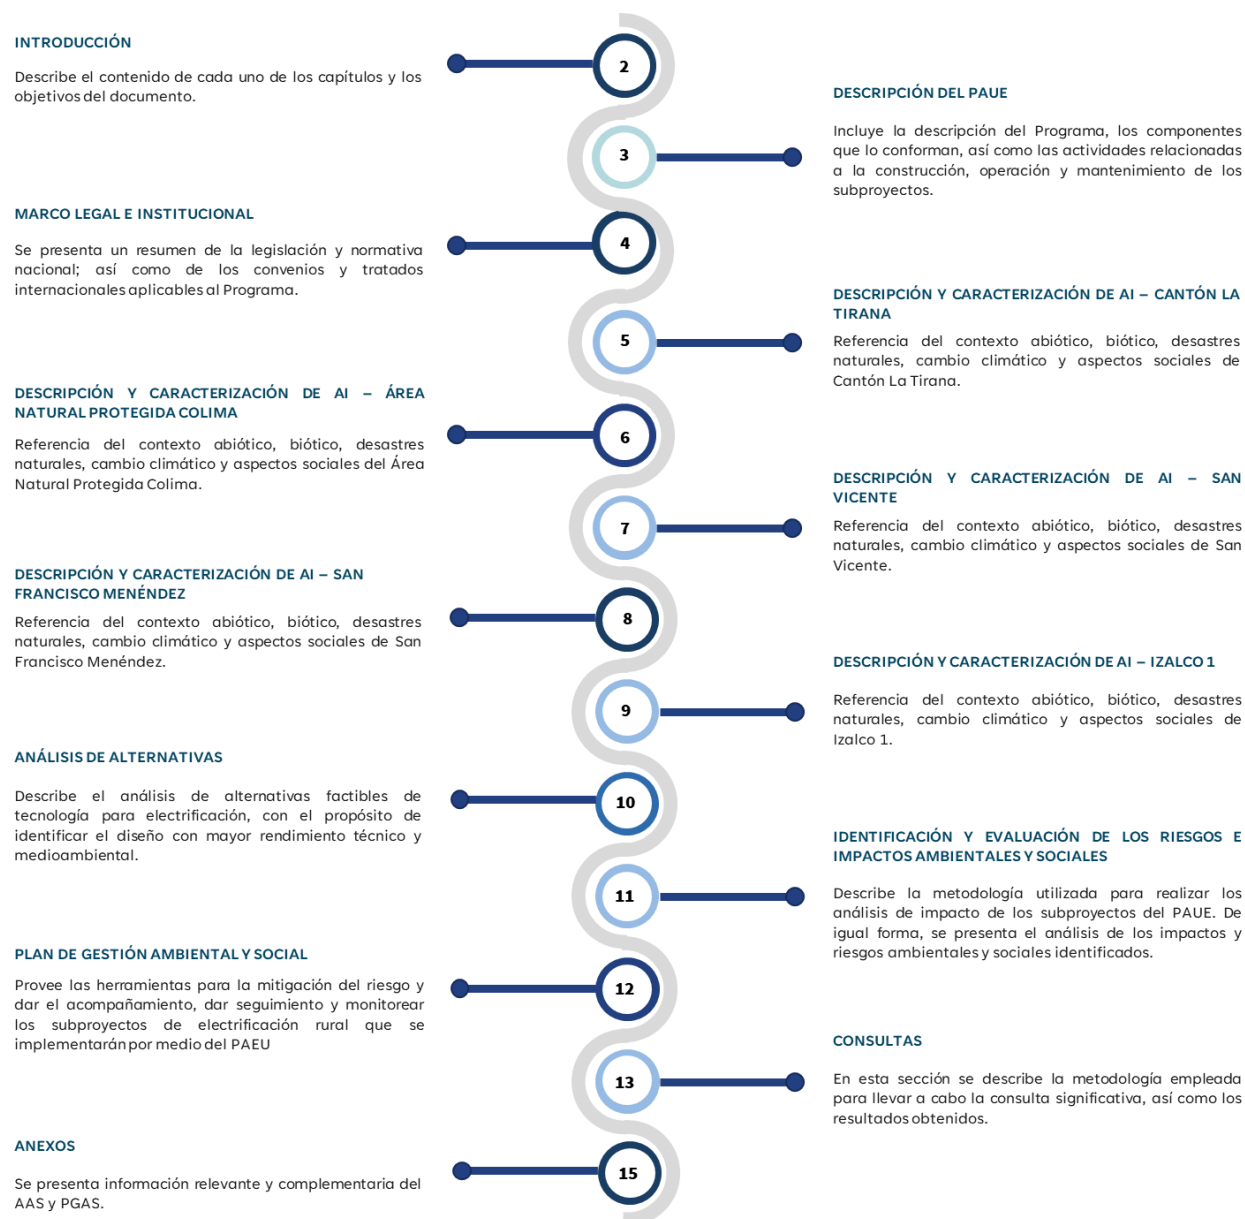 INTRODUCCIÓN
Describe el contenido de cada uno de los capítulos y los
objetivos del documento.
2
DESCRIPCIÓN DEL PAUE
Incluye la descripción del Programa, los componentes
que lo conforman, así como las actividades relacionadas
a la construcción, operación y mantenimiento de los
subproyectos.
3
MARCO LEGAL E INSTITUCIONAL
Se presenta un resumen de la legislación y normativa
nacional; así como de los convenios y tratados
internacionales aplicables al Programa.
4
DESCRIPCIÓN Y CARACTERIZACIÓN DE AI – CANTÓN LA
TIRANA
Referencia del contexto abiótico, biótico, desastres
naturales, cambio climático y aspectos sociales de
Cantón La Tirana.
5
DESCRIPCIÓN Y CARACTERIZACIÓN DE AI – ÁREA
NATURAL PROTEGIDA COLIMA
Referencia del contexto abiótico, biótico, desastres
naturales, cambio climático y aspectos sociales del Área
Natural Protegida Colima.
6
DESCRIPCIÓN Y CARACTERIZACIÓN DE AI – SAN
VICENTE
Referencia del contexto abiótico, biótico, desastres
naturales, cambio climático y aspectos sociales de San
Vicente.
7
DESCRIPCIÓN Y CARACTERIZACIÓN DE AI – SAN
FRANCISCO MENÉNDEZ
Referencia del contexto abiótico, biótico, desastres
naturales, cambio climático y aspectos sociales de San
Francisco Menéndez.
8
DESCRIPCIÓN Y CARACTERIZACIÓN DE AI – IZALCO 1
Referencia del contexto abiótico, biótico, desastres
naturales, cambio climático y aspectos sociales de
Izalco 1.
9
ANÁLISIS DE ALTERNATIVAS
Describe el análisis de alternativas factibles de
tecnología para electrificación, con el propósito de
identificar el diseño con mayor rendimiento técnico y
medioambiental.
10
IDENTIFICACIÓN Y EVALUACIÓN DE LOS RIESGOS E
IMPACTOS AMBIENTALES Y SOCIALES
Describe la metodología utilizada para realizar los
análisis de impacto de los subproyectos del PAUE. De
igual forma, se presenta el análisis de los impactos y
riesgos ambientales y sociales identificados.
11
PLAN DE GESTIÓN AMBIENTAL Y SOCIAL
Provee las herramientas para la mitigación del riesgo y
dar el acompañamiento, dar seguimiento y monitorear
los subproyectos de electrificación rural que se
implementarán por medio del PAEU
12
CONSULTAS
En esta sección se describe la metodología empleada
para llevar a cabo la consulta significativa, así como los
resultados obtenidos.
13
ANEXOS
Se presenta información relevante y complementaria del
AAS y PGAS.
15